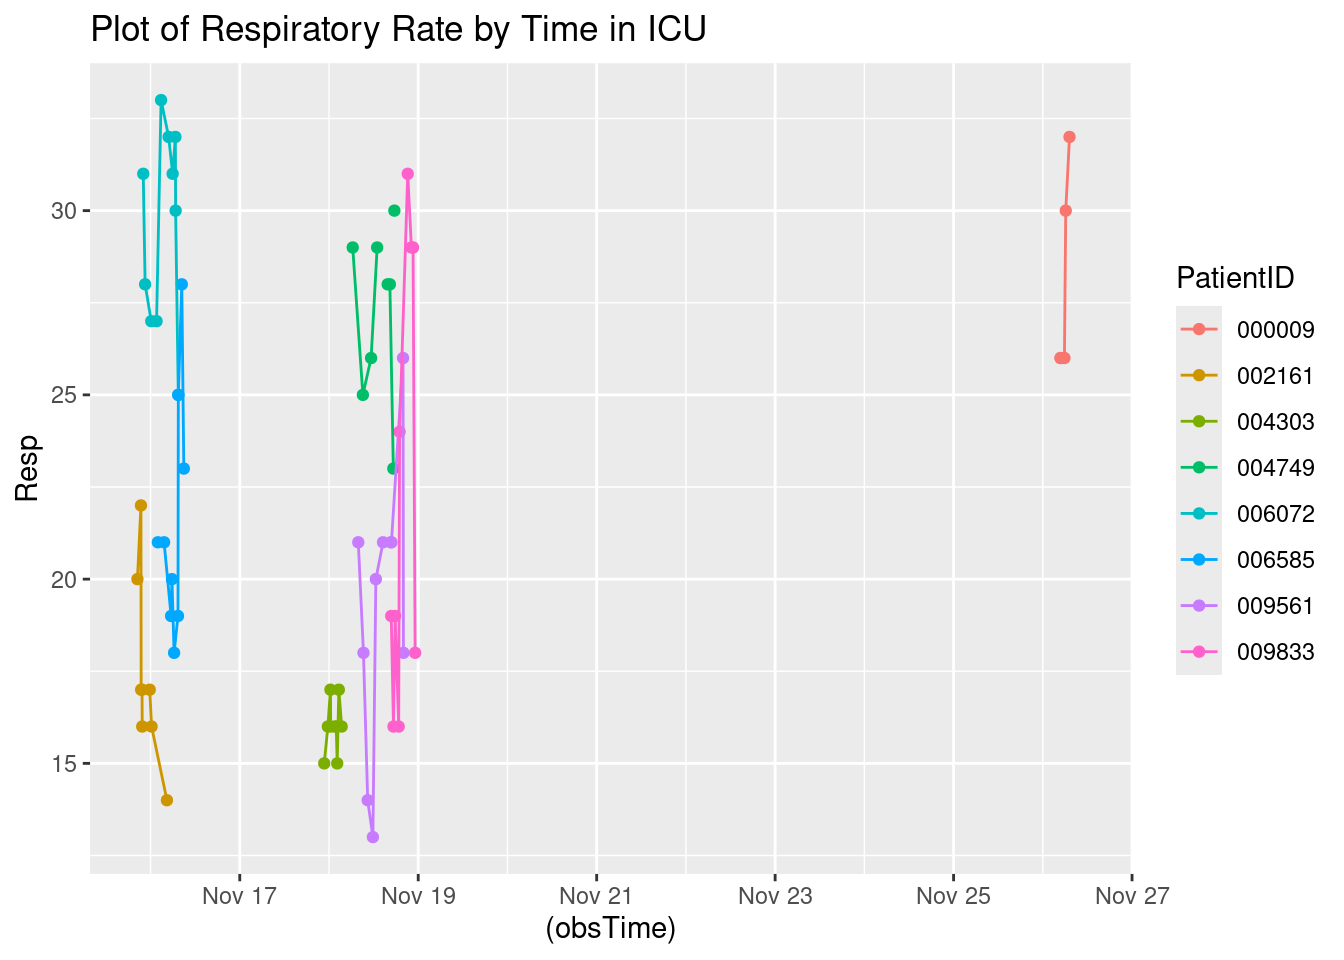 Plot of Respiratory Rate by Time in ICU
Resp
30
25
20
15
Nov 17
Nov 19
Nov 21
Nov 23
Nov 25
Nov 27
(obsTime)
PatientID
000009
002161
004303
004749
006072
006585
009561
009833